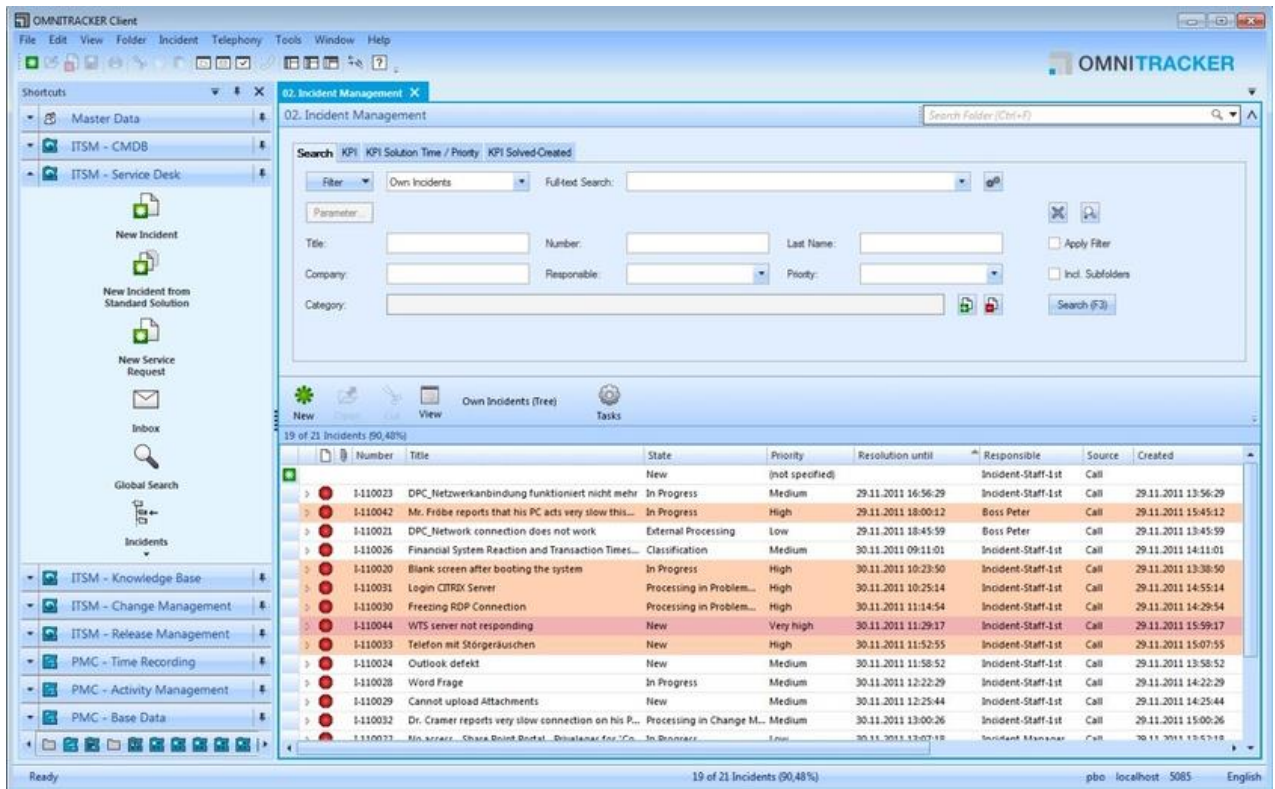 OMNITRACKER Client
File Edit View Folder Incident Telephony Tools Window Help
OMNITRACKER
Shortcuts
02. Incident Management
Master Data
02. Incident Management
Search Folder (Ctrl+F)
ITSM - CMDB
ITSM - Service Desk
New Incident
New Incident from
Standard Solution
New Service
Request
Inbox
Global Search
Incidents
ITSM - Knowledge Base
ITSM - Change Management
ITSM - Release Management
PMC - Time Recording
PMC - Activity Management
PMC - Base Data
Search KPI KPI Solution Time / Priority KPI Solved-Created
Filter Own Incidents Full-text Search:
Parameter...
Title: Number: Last Name: Apply Filter
Company: Responsible: Priority: Incl. Subfolders
Category: Search (F3)
New Open Cut View Own Incidents (Tree) Tasks
19 of 21 Incidents (90,48%)
Number Title State Priority Resolution until Responsible Source Created
New (not specified) Incident-Staff-1st Call
I-110023 DPC_Netzwerkanbindung funktioniert nicht mehr In Progress Medium 29.11.2011 16:56:29 Incident-Staff-1st Call 29.11.2011 13:56:29
I-110042 Mr. Fröbe reports that his PC acts very slow this... In Progress High 29.11.2011 18:00:12 Boss Peter Call 29.11.2011 15:45:12
I-110021 DPC_Network connection does not work External Processing Low 29.11.2011 18:45:59 Boss Peter Call 29.11.2011 13:45:59
I-110026 Financial System Reaction and Transaction Times... Classification Medium 30.11.2011 09:11:01 Incident-Staff-1st Call 29.11.2011 14:11:01
I-110020 Blank screen after booting the system In Progress High 30.11.2011 10:23:50 Incident-Staff-1st Call 29.11.2011 13:38:50
I-110031 Login CITRIX Server Processing in Problem... High 30.11.2011 10:25:14 Incident-Staff-1st Call 29.11.2011 14:55:14
I-110030 Freezing RDP Connection Processing in Problem... High 30.11.2011 11:14:54 Incident-Staff-1st Call 29.11.2011 14:29:54
I-110044 WTS server not responding New Very high 30.11.2011 11:29:17 Incident-Staff-1st Call 29.11.2011 15:59:17
I-110033 Telefon mit Störgeräuschen New High 30.11.2011 11:52:55 Incident-Staff-1st Call 29.11.2011 15:07:55
I-110024 Outlook defekt New Medium 30.11.2011 11:58:52 Incident-Staff-1st Call 29.11.2011 13:58:52
I-110028 Word Frage In Progress Medium 30.11.2011 12:22:29 Incident-Staff-1st Call 29.11.2011 14:22:29
I-110029 Cannot upload Attachments New Medium 30.11.2011 12:25:44 Incident-Staff-1st Call 29.11.2011 14:25:44
I-110032 Dr. Cramer reports very slow connection on his P... Processing in Change M... Medium 30.11.2011 13:00:26 Incident-Staff-1st Call 29.11.2011 15:00:26
In Progress Low Incident Manager Call
Ready 19 of 21 Incidents (90,48%) pbo localhost 5085 English